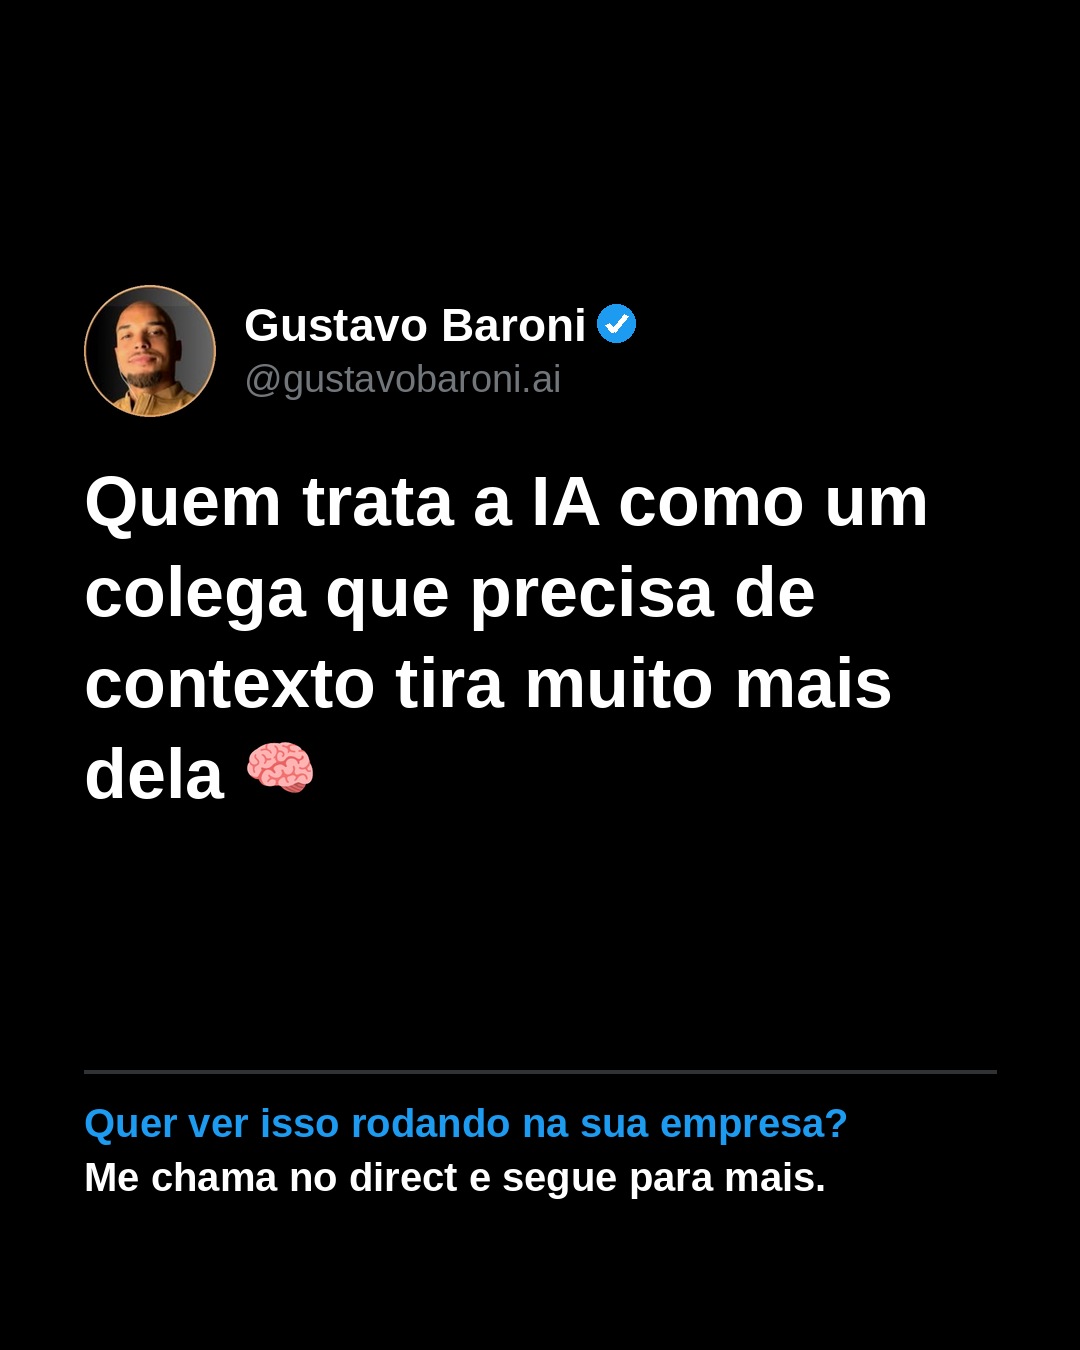 Gustavo Baroni
@gustavobaroni.ai
Quem trata a IA como um
colega que precisa de
contexto tira muito mais
dela 🧠
Quer ver isso rodando na sua empresa?
Me chama no direct e segue para mais.